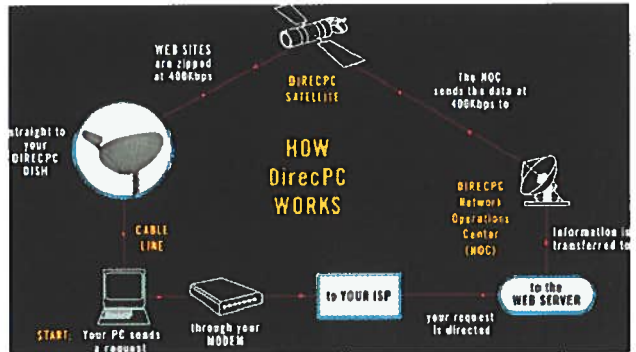 WEB SITES
are zipped
at 400Kbps
DIRECPC
SATELLITE
The NOC
sends the data at
400Kbps to
straight to
your
DIRECPC
DISH
HOW
DirecPC
WORKS
DIRECPC
Network
Operations
Center
(NOC)
Information is
transferred to
CABLE
LINE
START: Your PC sends
a request
through your
MODEM
to YOUR ISP
your request
is directed
to the
WEB SERVER